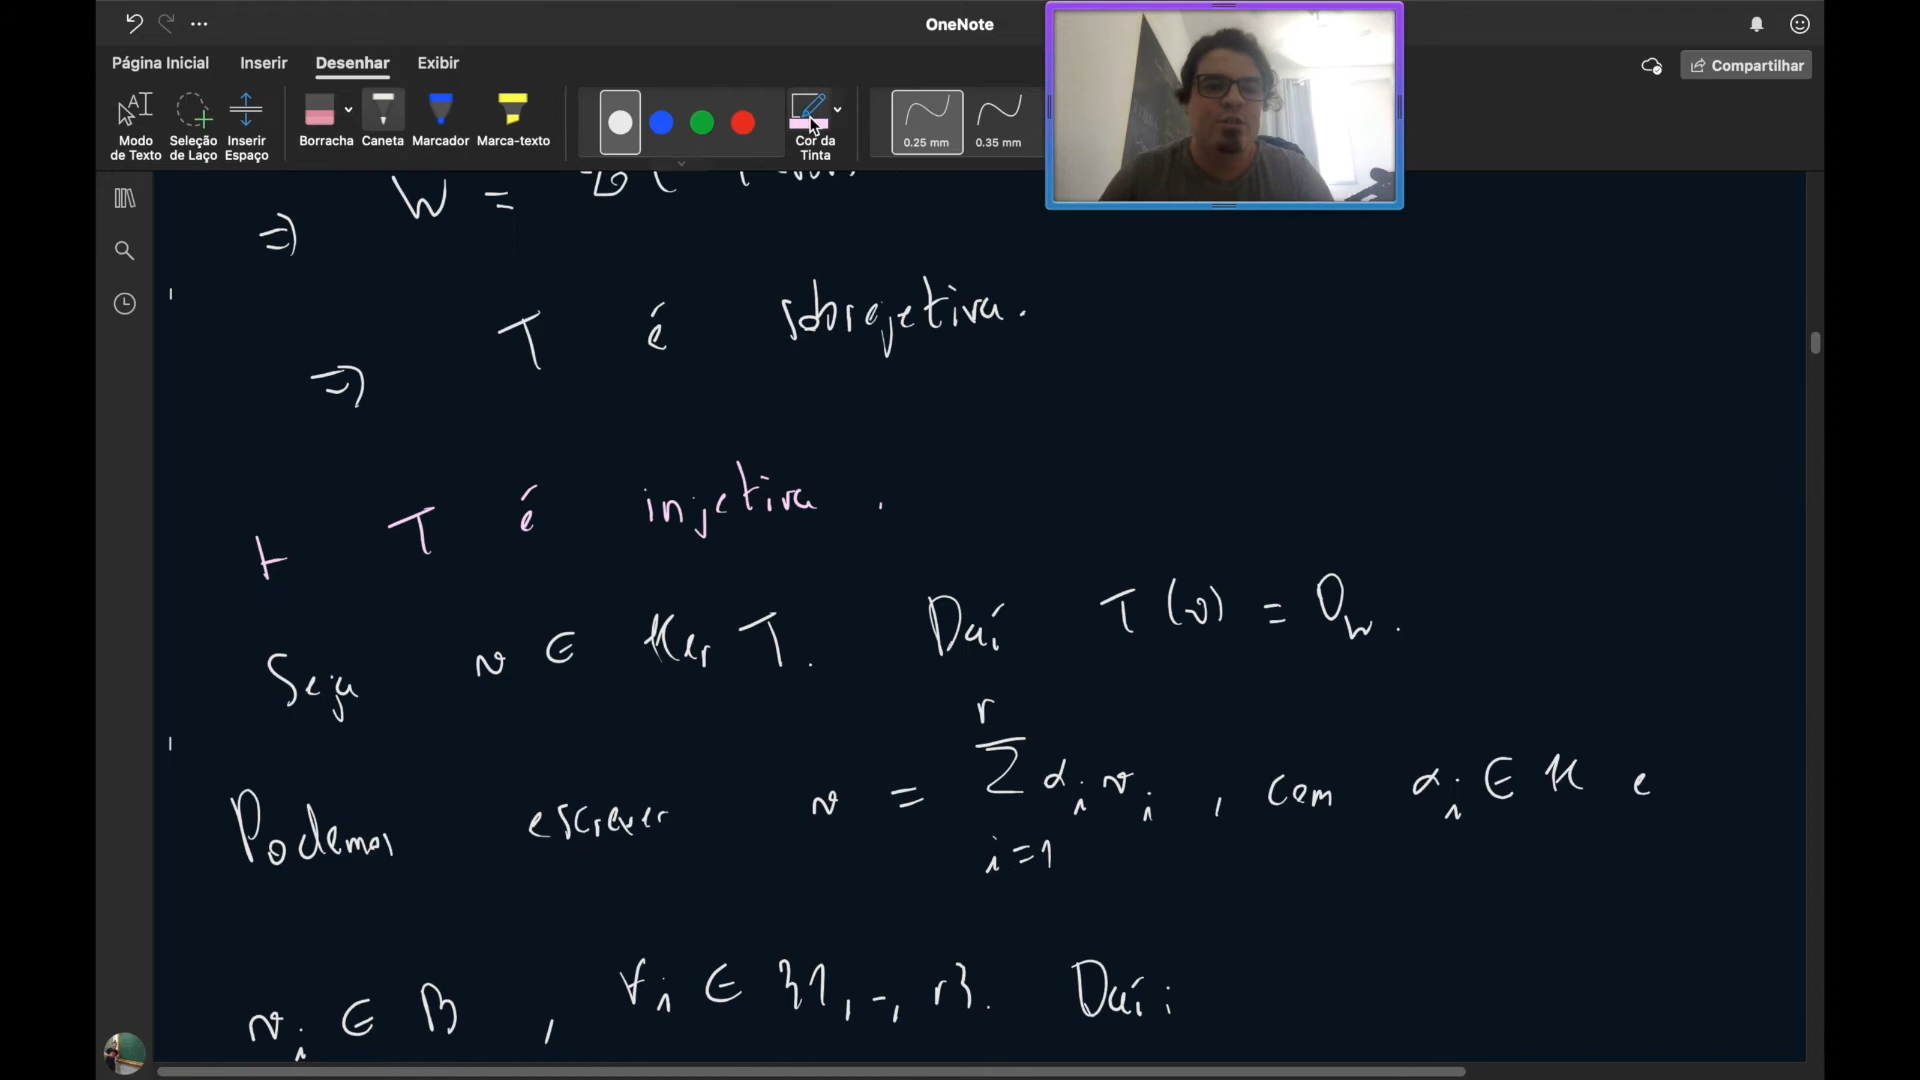 OneNote
Página Inicial Inserir Desenhar Exibir
Compartilhar
Modo de Texto
Seleção de Laço
Inserir Espaço
Borracha
Caneta
Marcador
Marca-texto
Cor da Tinta
0.25 mm
0.35 mm
⇒ W =
⇒ T é sobrejetiva.
⊢ T é injetiva.
Seja v ∈ Ker T. Daí T(v) = 0_W.
Podemos escrever v = ∑_{i=1}^{r} α_i v_i , com α_i ∈ K e
v_i ∈ B , ∀i ∈ {1, .., r}. Daí: